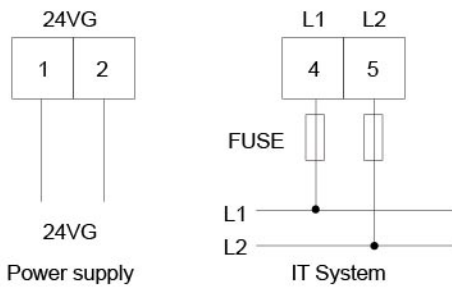 24VG
1 2
24VG
Power supply
L1 L2
4 5
FUSE
L1
L2
IT System